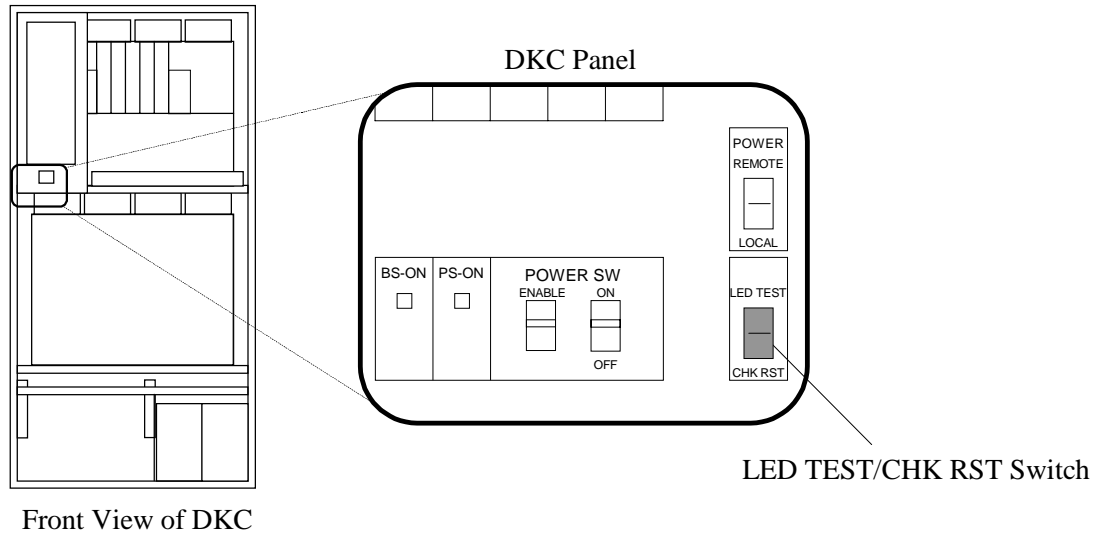 DKC Panel
POWER
REMOTE
LOCAL
BS-ON
PS-ON
POWER SW
ENABLE
ON
OFF
LED TEST
CHK RST
LED TEST/CHK RST Switch
Front View of DKC